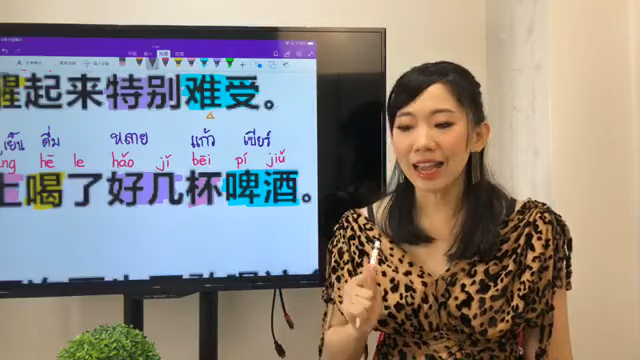 醒起来特别难受。
เย็น ดื่ม หลาย แก้ว เบียร์
ng hē le hǎo jǐ bēi pí jiǔ
上喝了好几杯啤酒。